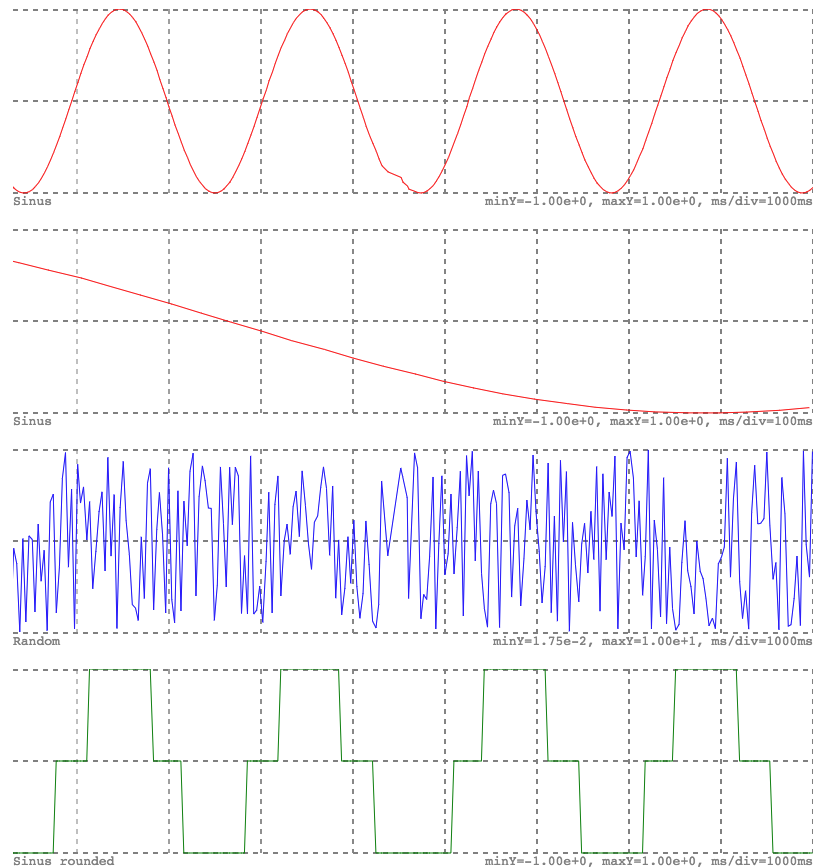 Sinus minY=-1.00e+0, maxY=1.00e+0, ms/div=1000ms
Sinus minY=-1.00e+0, maxY=1.00e+0, ms/div=100ms
Random minY=1.75e-2, maxY=1.00e+1, ms/div=1000ms
Sinus rounded minY=-1.00e+0, maxY=1.00e+0, ms/div=1000ms